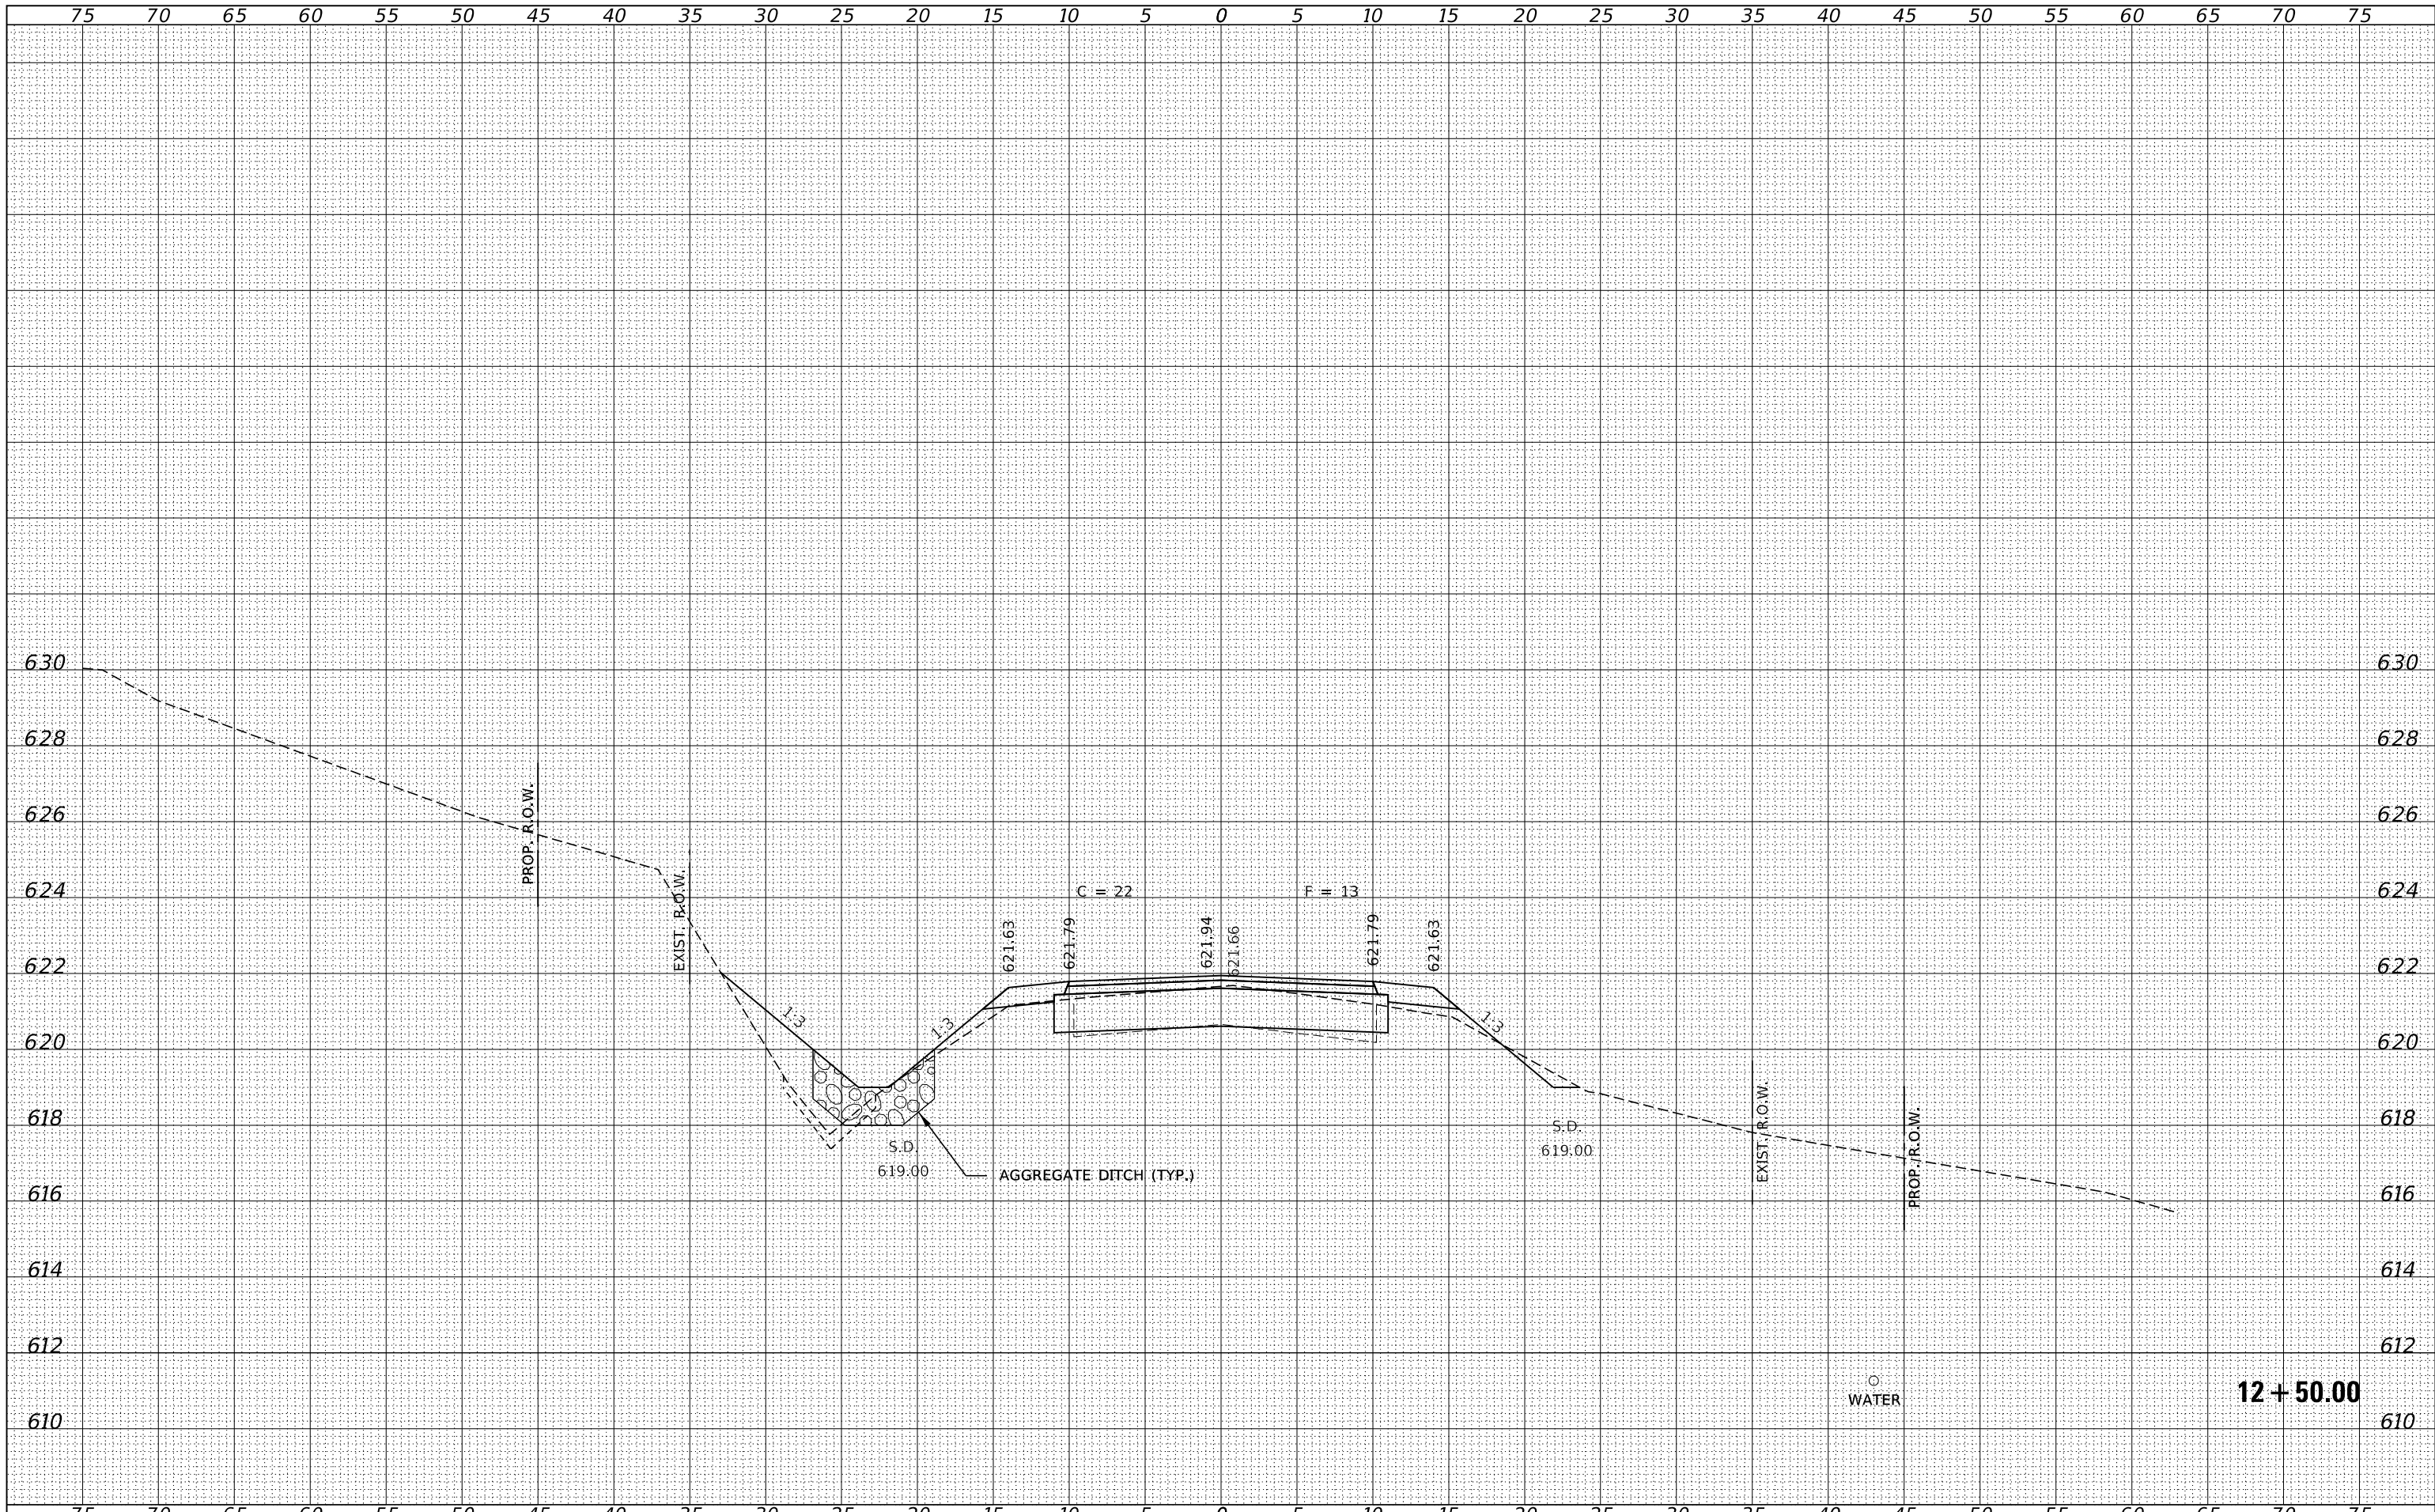 75 70 65 60 55 50 45 40 35 30 25 20 15 10 5 0 5 10 15 20 25 30 35 40 45 50 55 60 65 70 75
630 630
628 628
PROP. R.O.W.
626 626
EXIST. R.O.W.
624 C = 22 F = 13 624
621.63 621.79 621.94 621.66 621.79 621.63
622 622
1:3 1:3 1:3
620 620
EXIST. R.O.W.
PROP. R.O.W.
618 618
S.D.
619.00
S.D.
619.00
AGGREGATE DITCH (TYP.)
616 616
614 614
612 612
WATER
12+50.00
610 610
75 70 65 60 55 50 45 40 35 30 25 20 15 10 5 0 5 10 15 20 25 30 35 40 45 50 55 60 65 70 75